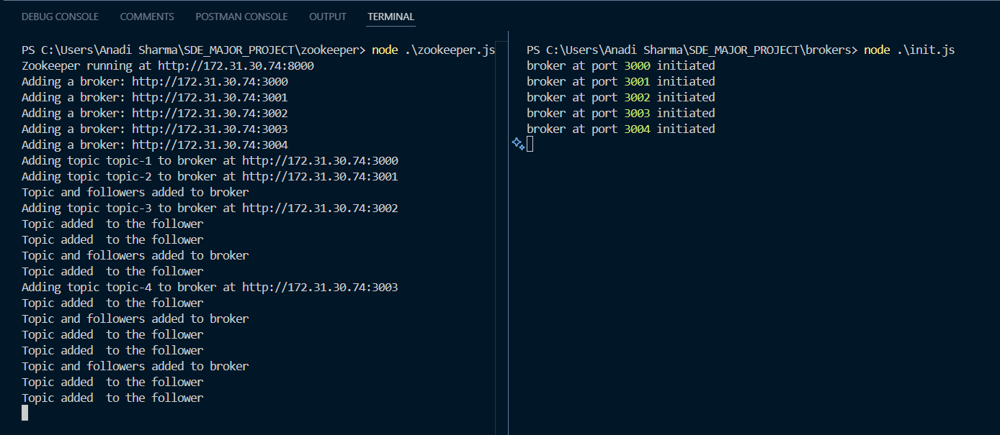 DEBUG CONSOLE COMMENTS POSTMAN CONSOLE OUTPUT TERMINAL
PS C:\Users\Anadi Sharma\SDE_MAJOR_PROJECT\zookeeper> node .\zookeeper.js
Zookeeper running at http://172.31.30.74:8000
Adding a broker: http://172.31.30.74:3000
Adding a broker: http://172.31.30.74:3001
Adding a broker: http://172.31.30.74:3002
Adding a broker: http://172.31.30.74:3003
Adding a broker: http://172.31.30.74:3004
Adding topic topic-1 to broker at http://172.31.30.74:3000
Adding topic topic-2 to broker at http://172.31.30.74:3001
Topic and followers added to broker
Adding topic topic-3 to broker at http://172.31.30.74:3002
Topic added  to the follower
Topic added  to the follower
Topic and followers added to broker
Topic added  to the follower
Adding topic topic-4 to broker at http://172.31.30.74:3003
Topic added  to the follower
Topic and followers added to broker
Topic added  to the follower
Topic added  to the follower
Topic and followers added to broker
Topic added  to the follower
Topic added  to the follower
PS C:\Users\Anadi Sharma\SDE_MAJOR_PROJECT\brokers> node .\init.js
broker at port 3000 initiated
broker at port 3001 initiated
broker at port 3002 initiated
broker at port 3003 initiated
broker at port 3004 initiated